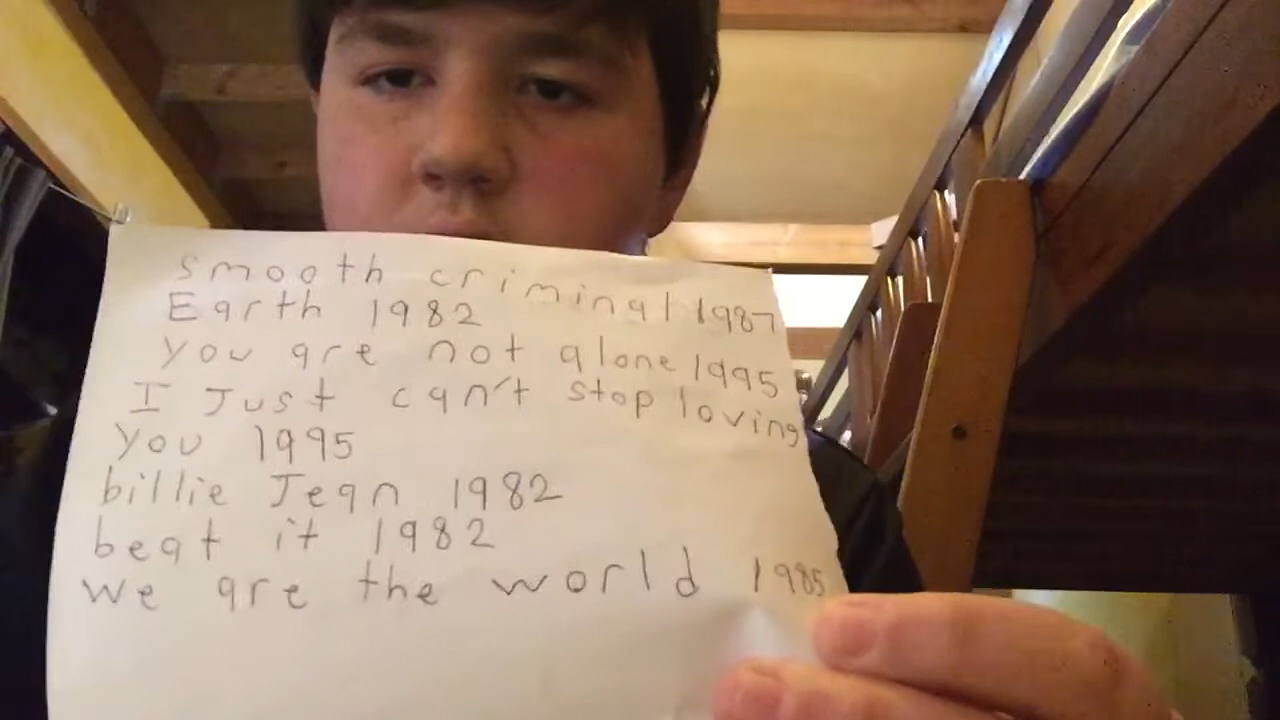 smooth criminal 1987
Earth 1982
you are not alone 1995
I Just can't stop loving
you 1995
billie Jean 1982
beat it 1982
we are the world 1985